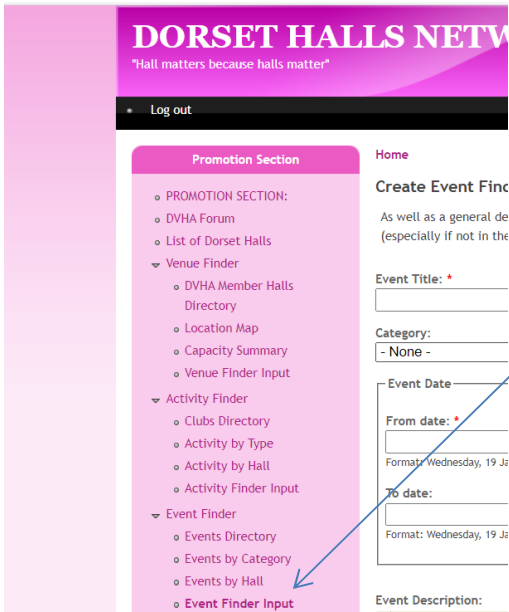 DORSET HALLS NETW
"Hall matters because halls matter"
Log out
Promotion Section
PROMOTION SECTION:
DVHA Forum
List of Dorset Halls
Venue Finder
DVHA Member Halls
Directory
Location Map
Capacity Summary
Venue Finder Input
Activity Finder
Clubs Directory
Activity by Type
Activity by Hall
Activity Finder Input
Event Finder
Events Directory
Events by Category
Events by Hall
Event Finder Input
Home
Create Event Find
As well as a general de
(especially if not in the
Event Title: *
Category:
- None -
Event Date
From date: *
Format: Wednesday, 19 Ja
To date:
Format: Wednesday, 19 Ja
Event Description: